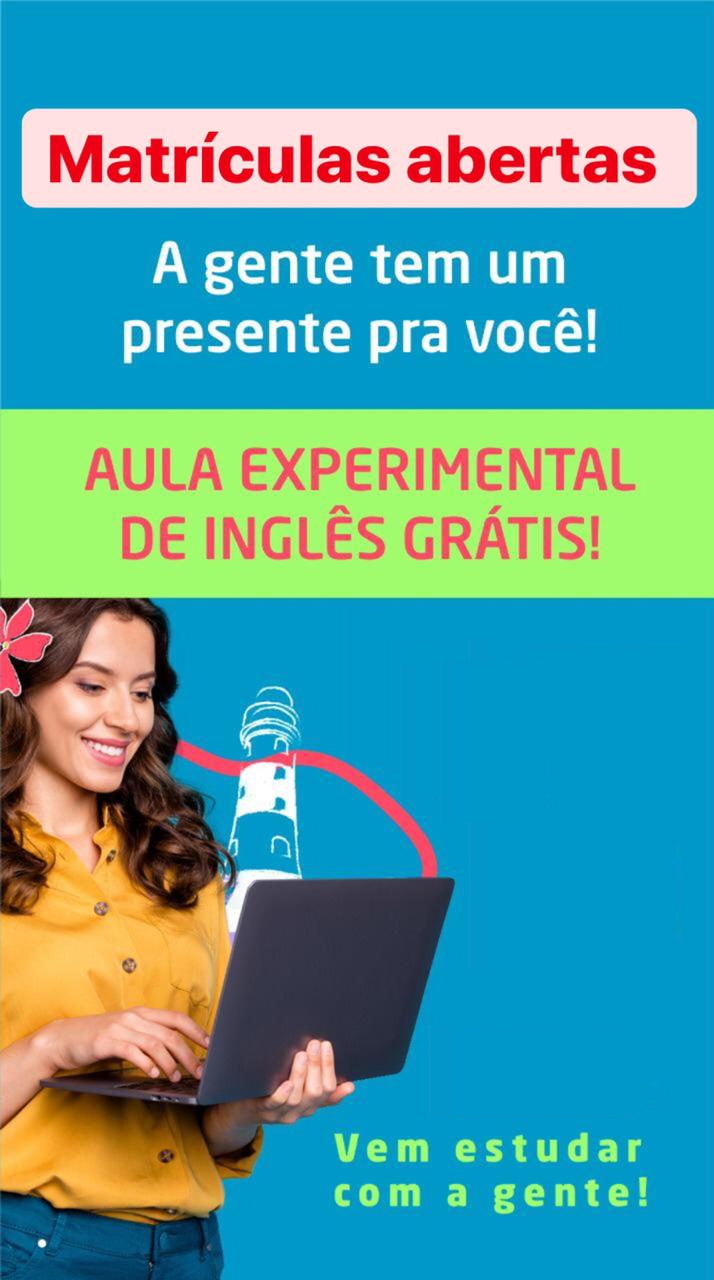 Matrículas abertas
A gente tem um
presente pra você!
AULA EXPERIMENTAL
DE INGLÊS GRÁTIS!
Vem estudar
com a gente!